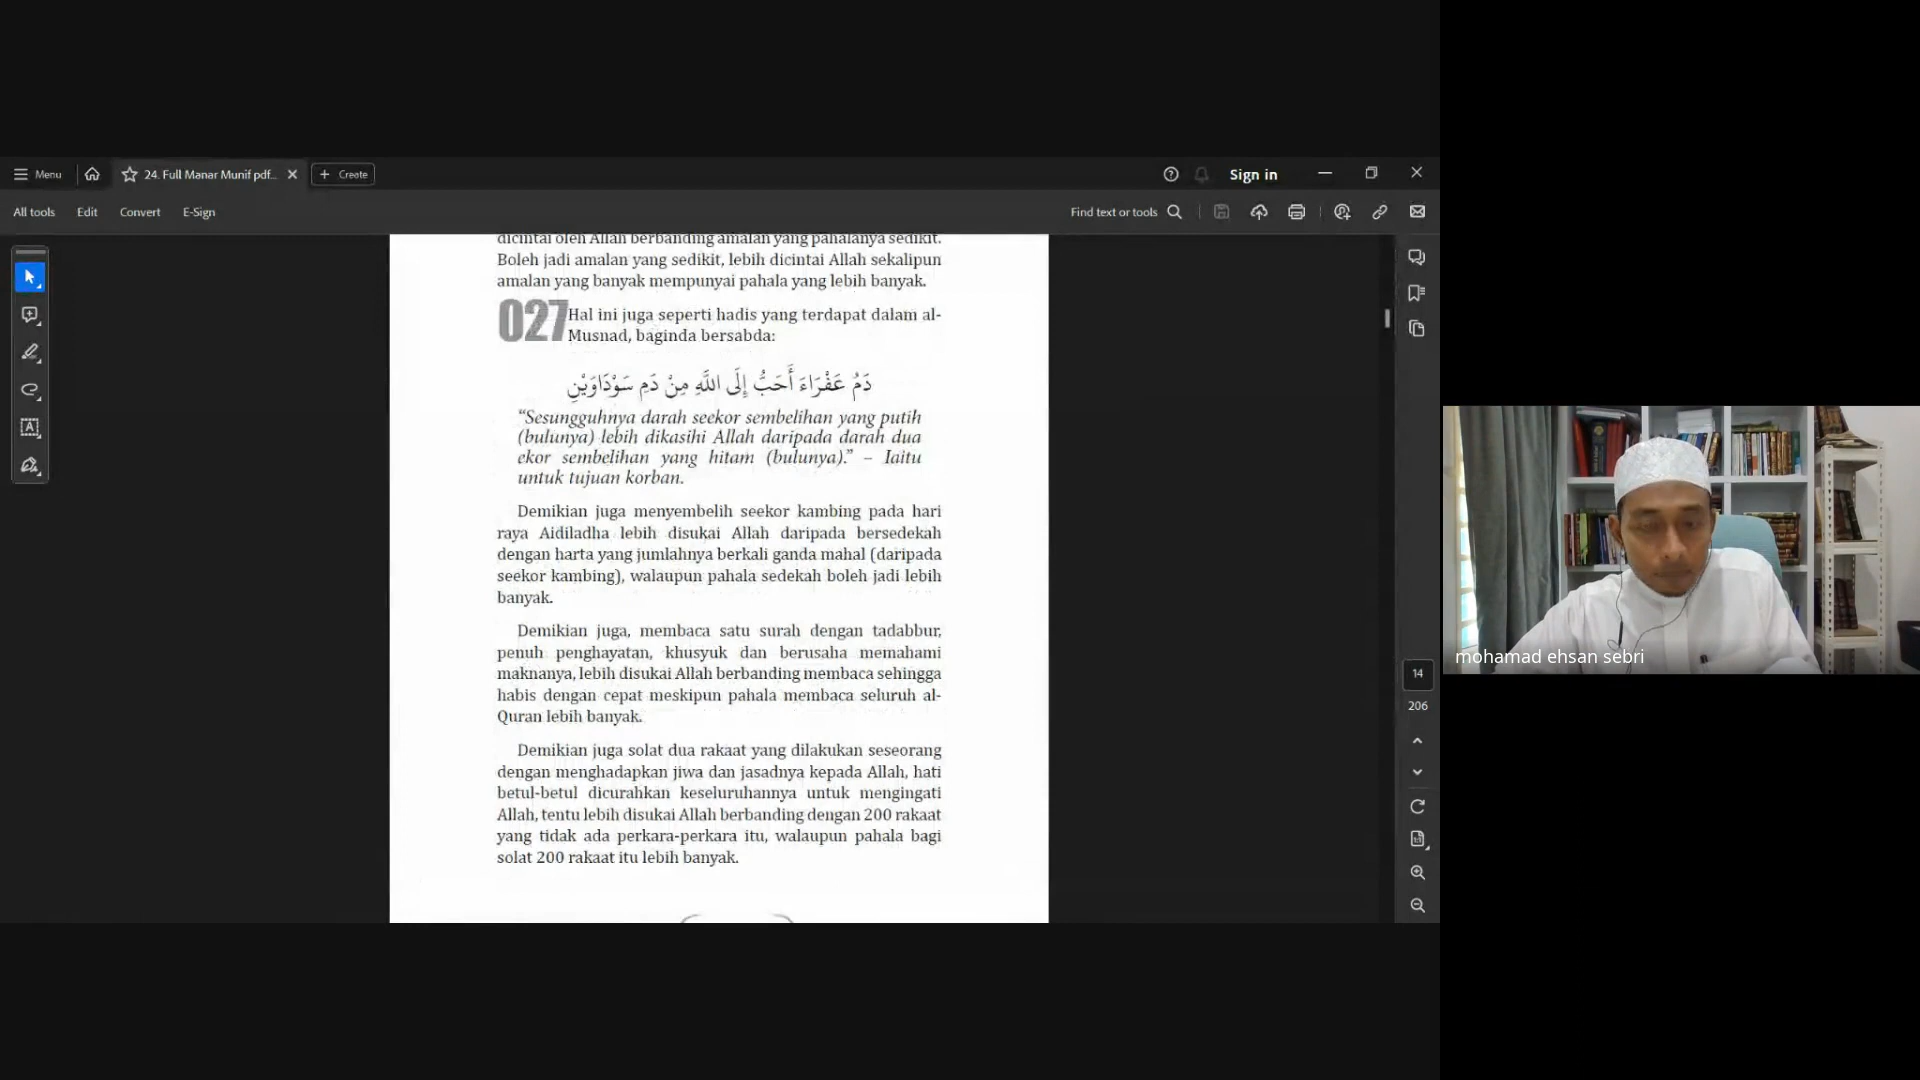 Menu
24. Full Manar Munif pdf...
Create
Sign in
All tools
Edit
Convert
E-Sign
Find text or tools
dicintai oleh Allah berbanding amalan yang pahalanya sedikit.
Boleh jadi amalan yang sedikit, lebih dicintai Allah sekalipun
amalan yang banyak mempunyai pahala yang lebih banyak.
027 Hal ini juga seperti hadis yang terdapat dalam al-
Musnad, baginda bersabda:
دَمُ عَفْرَاءَ أَحَبُّ إِلَى اللَّهِ مِنْ دَمِ سَوْدَاوَيْنِ
“Sesungguhnya darah seekor sembelihan yang putih
(bulunya) lebih dikasihi Allah daripada darah dua
ekor sembelihan yang hitam (bulunya).” – Iaitu
untuk tujuan korban.
Demikian juga menyembelih seekor kambing pada hari
raya Aidiladha lebih disukai Allah daripada bersedekah
dengan harta yang jumlahnya berkali ganda mahal (daripada
seekor kambing), walaupun pahala sedekah boleh jadi lebih
banyak.
Demikian juga, membaca satu surah dengan tadabbur,
penuh penghayatan, khusyuk dan berusaha memahami
maknanya, lebih disukai Allah berbanding membaca sehingga
habis dengan cepat meskipun pahala membaca seluruh al-
Quran lebih banyak.
Demikian juga solat dua rakaat yang dilakukan seseorang
dengan menghadapkan jiwa dan jasadnya kepada Allah, hati
betul-betul dicurahkan keseluruhannya untuk mengingati
Allah, tentu lebih disukai Allah berbanding dengan 200 rakaat
yang tidak ada perkara-perkara itu, walaupun pahala bagi
solat 200 rakaat itu lebih banyak.
14
206
mohamad ehsan sebri